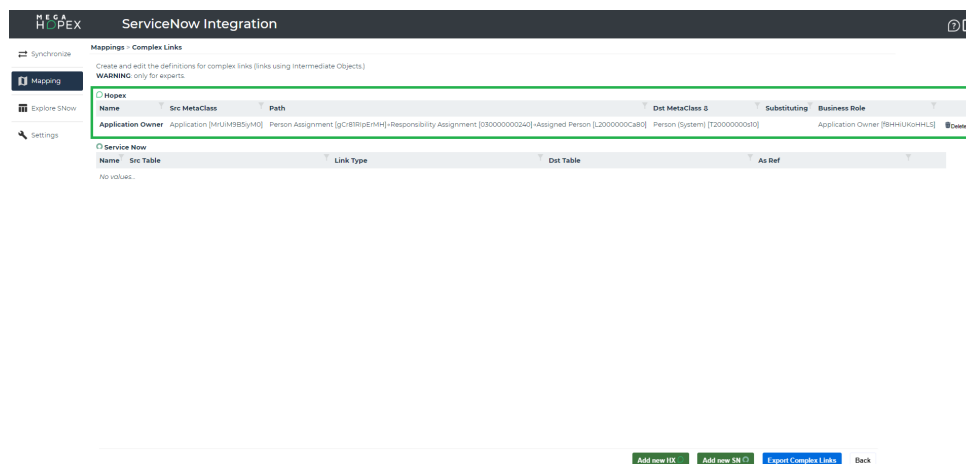 MEGA
HOPEX
ServiceNow Integration
Synchronize
Mapping
Explore SNow
Settings
Mappings > Complex Links
Create and edit the definitions for complex links (links using Intermediate Objects.)
WARNING: only for experts.
Hopex
Name Src MetaClass Path Dst MetaClass & Substituting Business Role
Application Owner Application [MrUiM9B5iyM0] Person Assignment [gCr81RIpErMH]+Responsibility Assignment [030000000240]+Assigned Person [L2000000Ca80] Person (System) [T20000000s10] Application Owner [f8HHiUKoHHLS] Delete
Service Now
Name Src Table Link Type Dst Table As Ref
No values...
Add new HX Add new SN Export Complex Links Back